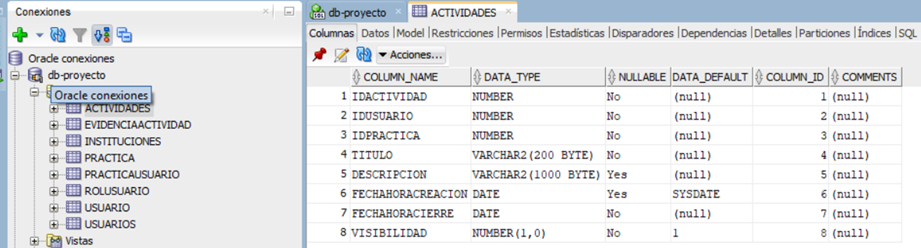 Conexiones
Oracle conexiones
db-proyecto
Oracle conexiones
ACTIVIDADES
EVIDENCIAACTIVIDAD
INSTITUCIONES
PRACTICA
PRACTICAUSUARIO
ROLUSUARIO
USUARIO
USUARIOS
Vistas
db-proyecto ACTIVIDADES
Columnas Datos Model Restricciones Permisos Estadísticas Disparadores Dependencias Detalles Particiones Índices SQL
Acciones...
COLUMN_NAME DATA_TYPE NULLABLE DATA_DEFAULT COLUMN_ID COMMENTS
1 IDACTIVIDAD NUMBER No (null) 1 (null)
2 IDUSUARIO NUMBER No (null) 2 (null)
3 IDPRACTICA NUMBER No (null) 3 (null)
4 TITULO VARCHAR2(200 BYTE) No (null) 4 (null)
5 DESCRIPCION VARCHAR2(1000 BYTE) Yes (null) 5 (null)
6 FECHAHORACREACION DATE Yes SYSDATE 6 (null)
7 FECHAHORACIERRE DATE No (null) 7 (null)
8 VISIBILIDAD NUMBER(1,0) No 1 8 (null)